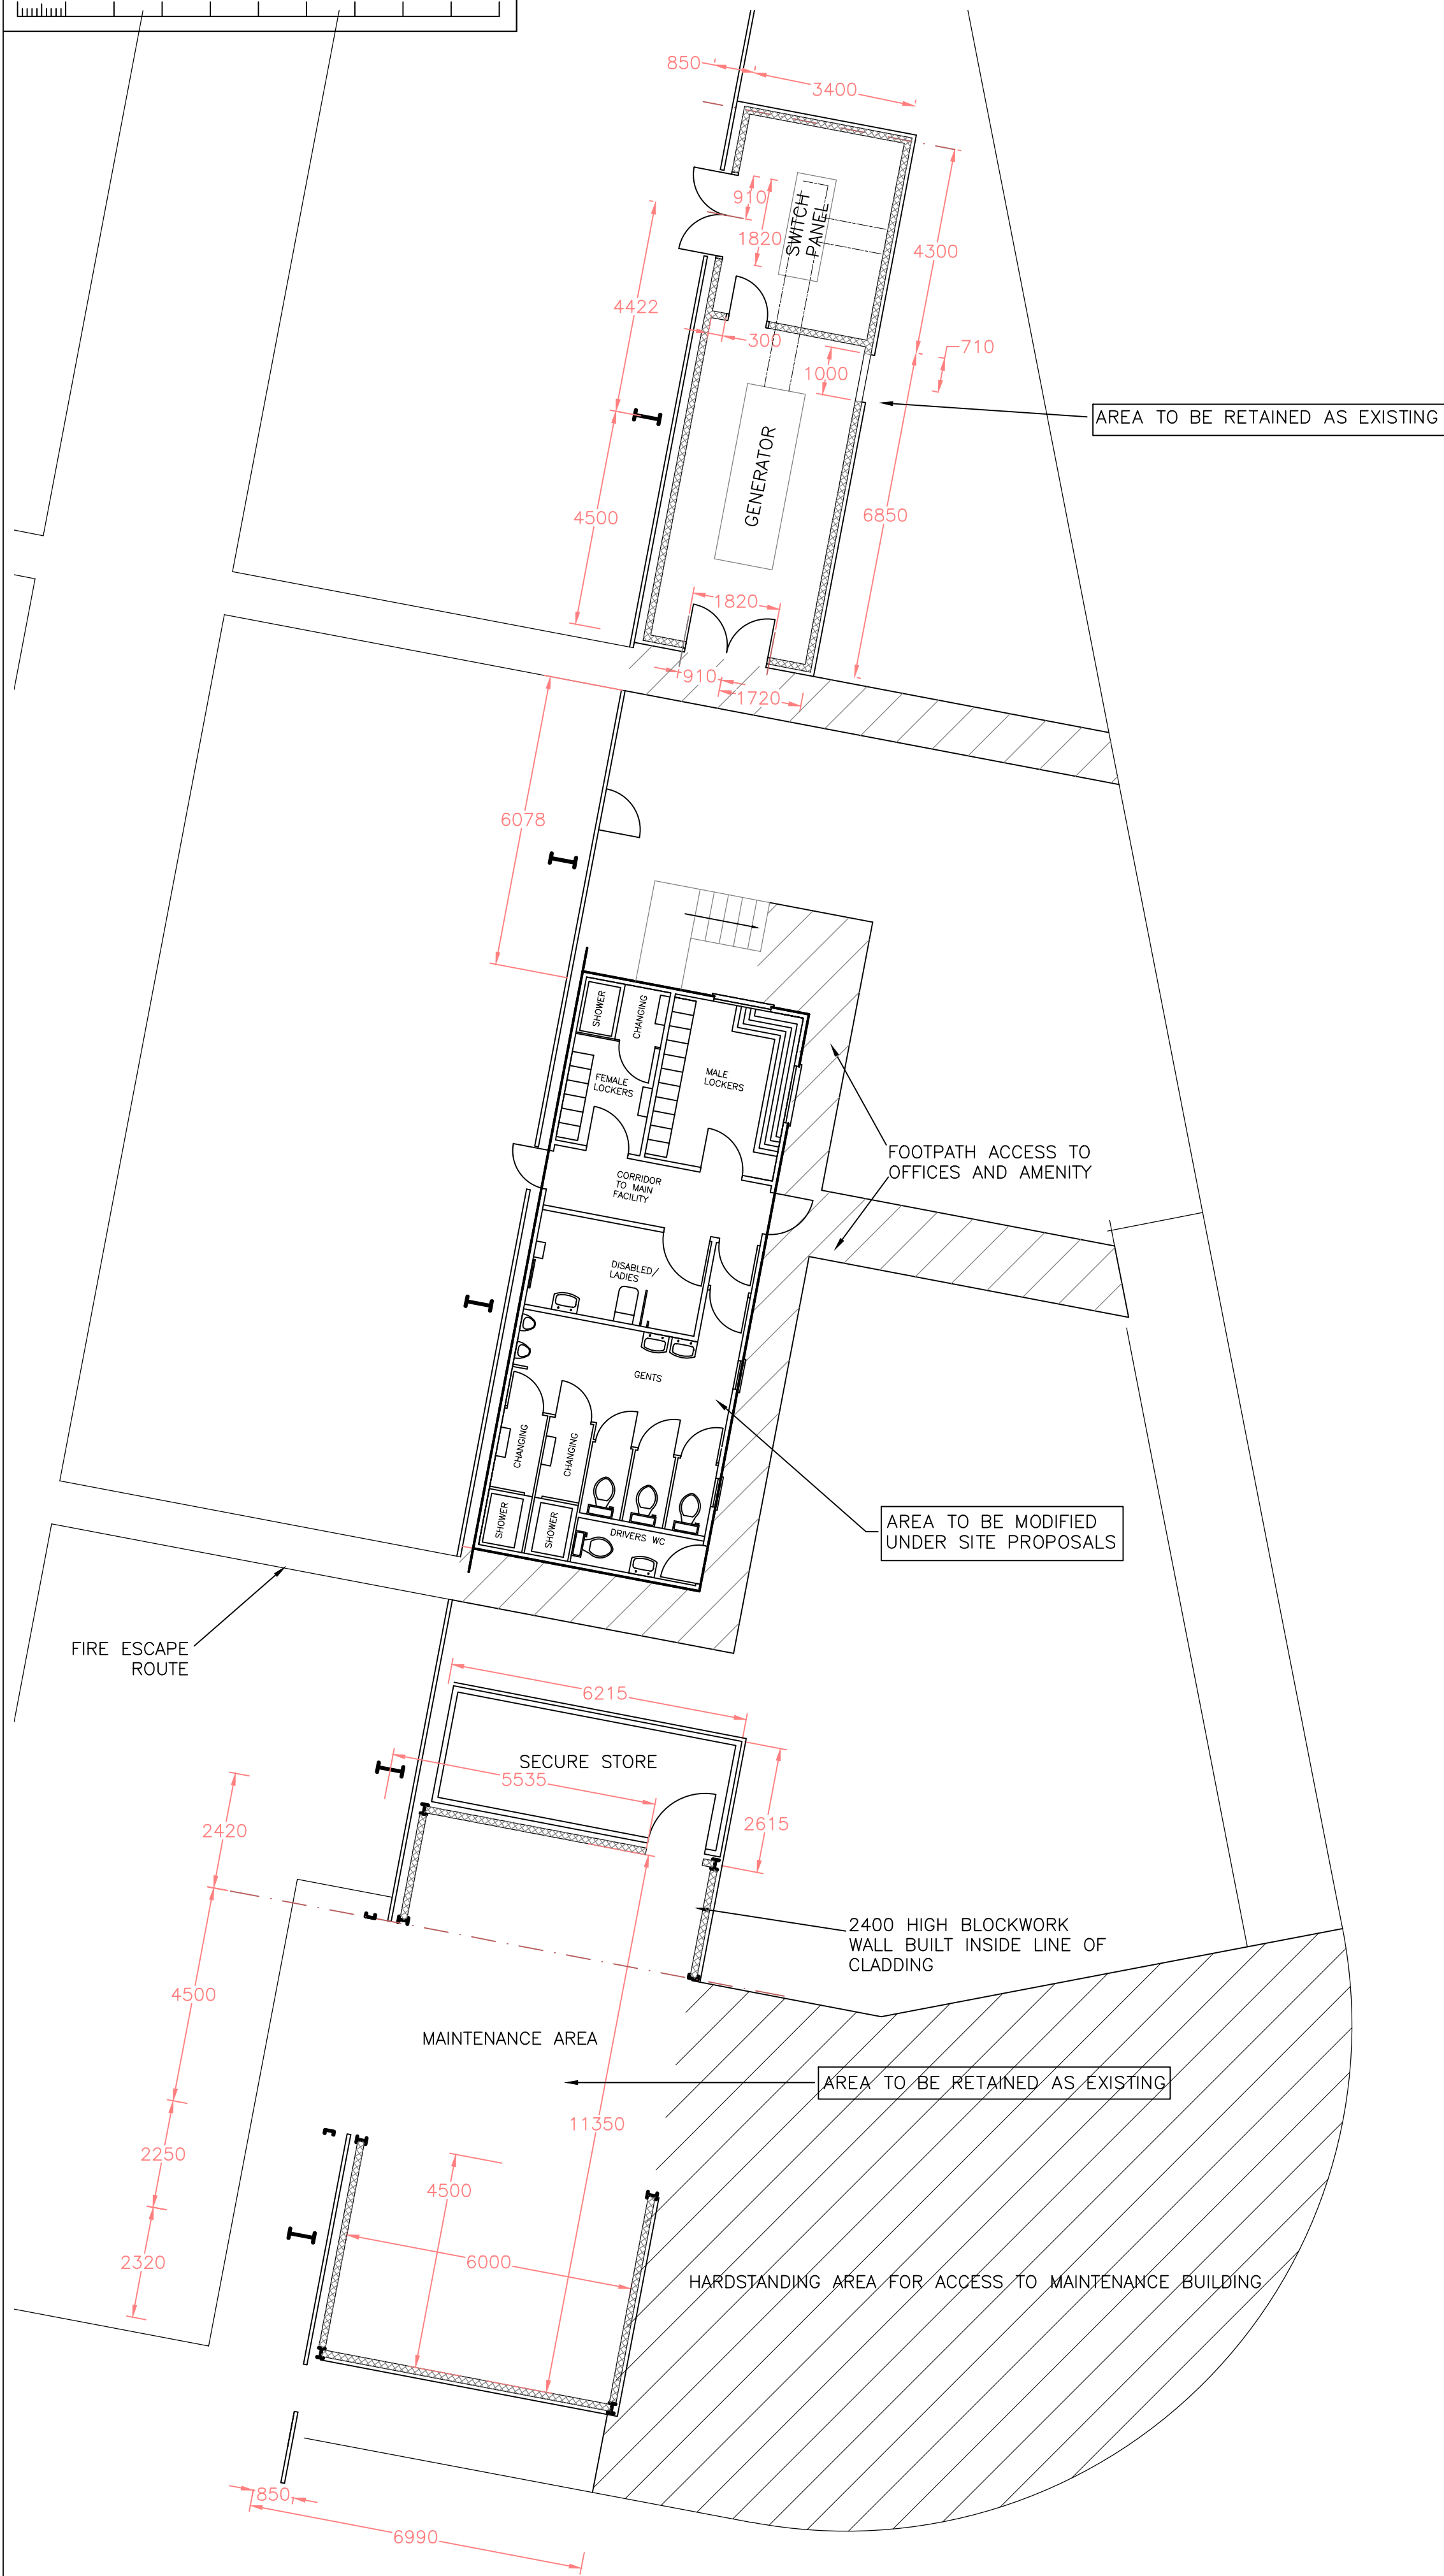 850
3400
910
SWITCH
PANEL
1820
4300
4422
300
710
1000
AREA TO BE RETAINED AS EXISTING
GENERATOR
4500
6850
1820
910
1720
6078
SHOWER
CHANGING
FEMALE
LOCKERS
MALE
LOCKERS
FOOTPATH ACCESS TO
OFFICES AND AMENITY
CORRIDOR
TO MAIN
FACILITY
DISABLED/
LADIES
GENTS
CHANGING
CHANGING
SHOWER
SHOWER
DRIVERS WC
AREA TO BE MODIFIED
UNDER SITE PROPOSALS
FIRE ESCAPE
ROUTE
6215
SECURE STORE
5535
2615
2420
2400 HIGH BLOCKWORK
WALL BUILT INSIDE LINE OF
CLADDING
4500
MAINTENANCE AREA
AREA TO BE RETAINED AS EXISTING
11350
2250
4500
2320
6000
HARDSTANDING AREA FOR ACCESS TO MAINTENANCE BUILDING
850
6990